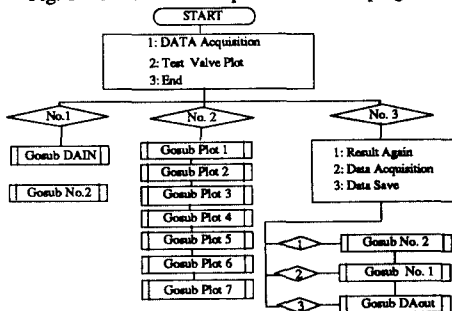 START
1: DATA Acquisition
2: Test Valve Plot
3: End
No.1
No. 2
No. 3
Gosub DAIN
Gosub No.2
Gosub Plot 1
Gosub Plot 2
Gosub Plot 3
Gosub Plot 4
Gosub Plot 5
Gosub Plot 6
Gosub Plot 7
1: Result Again
2: Data Acquisition
3: Data Save
1
Gosub No. 2
2
Gosub No. 1
3
Gosub DAout